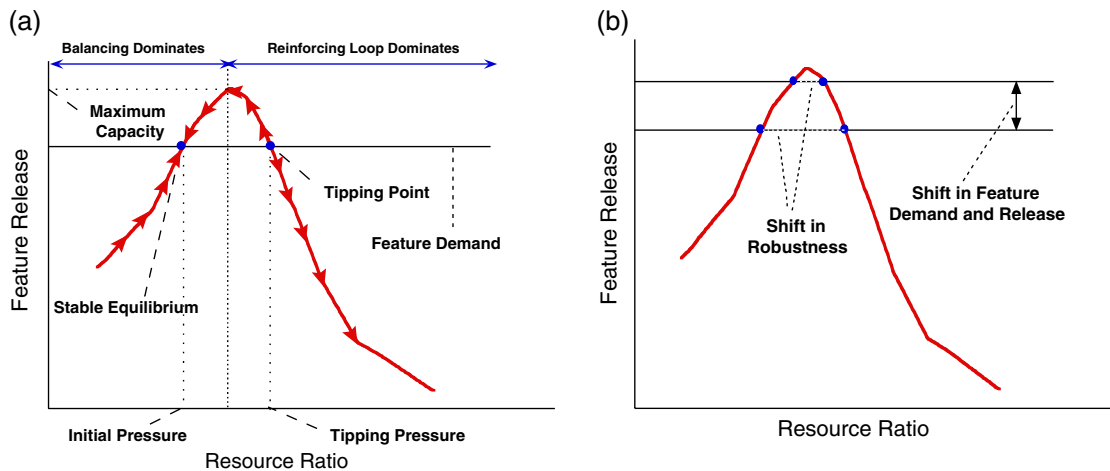 (a)
Balancing Dominates
Reinforcing Loop Dominates
Maximum
Capacity
Tipping Point
Feature Demand
Stable Equilibrium
Feature Release
Initial Pressure
Tipping Pressure
Resource Ratio
(b)
Shift in Feature
Demand and Release
Shift in
Robustness
Feature Release
Resource Ratio